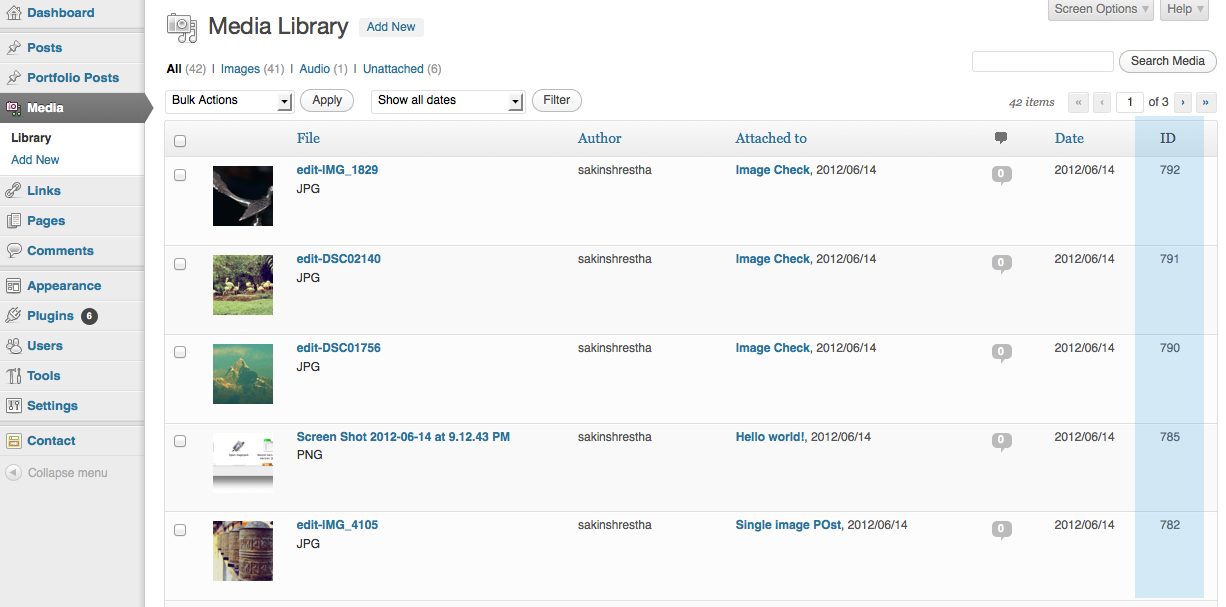 Dashboard
Posts
Portfolio Posts
Media
Library
Add New
Links
Pages
Comments
Appearance
Plugins 6
Users
Tools
Settings
Contact
Collapse menu
Screen Options Help
Media Library Add New
All (42) | Images (41) | Audio (1) | Unattached (6)
Search Media
Bulk Actions Apply Show all dates Filter
42 items « ‹ 1 of 3 › »
File Author Attached to Date ID
edit-IMG_1829 sakinshrestha Image Check, 2012/06/14 0 2012/06/14 792
JPG
edit-DSC02140 sakinshrestha Image Check, 2012/06/14 0 2012/06/14 791
JPG
edit-DSC01756 sakinshrestha Image Check, 2012/06/14 0 2012/06/14 790
JPG
Screen Shot 2012-06-14 at 9.12.43 PM sakinshrestha Hello world!, 2012/06/14 0 2012/06/14 785
PNG
edit-IMG_4105 sakinshrestha Single image POst, 2012/06/14 0 2012/06/14 782
JPG